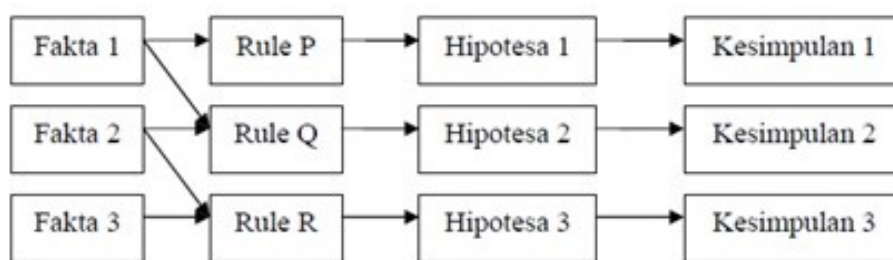 Fakta 1 Rule P Hipotesa 1 Kesimpulan 1
Fakta 2 Rule Q Hipotesa 2 Kesimpulan 2
Fakta 3 Rule R Hipotesa 3 Kesimpulan 3